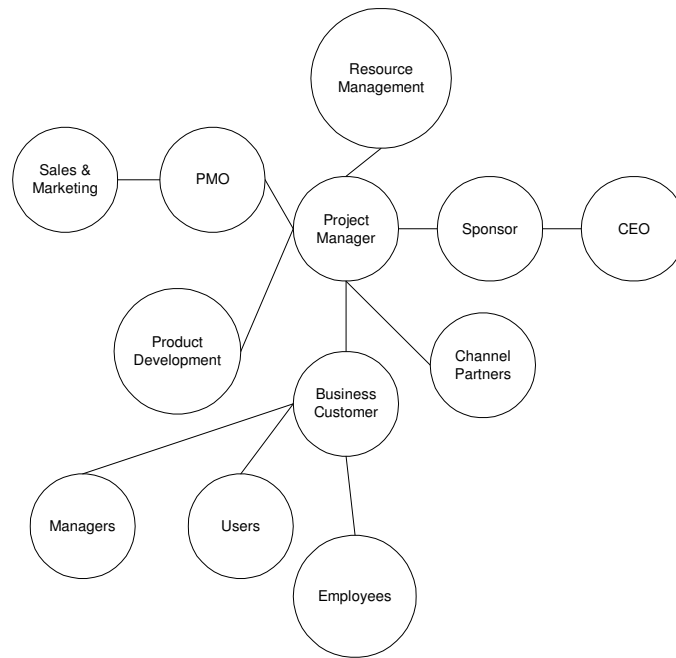 Resource
Management
Sales &
Marketing
PMO
Project
Manager
Sponsor
CEO
Product
Development
Channel
Partners
Business
Customer
Managers
Users
Employees